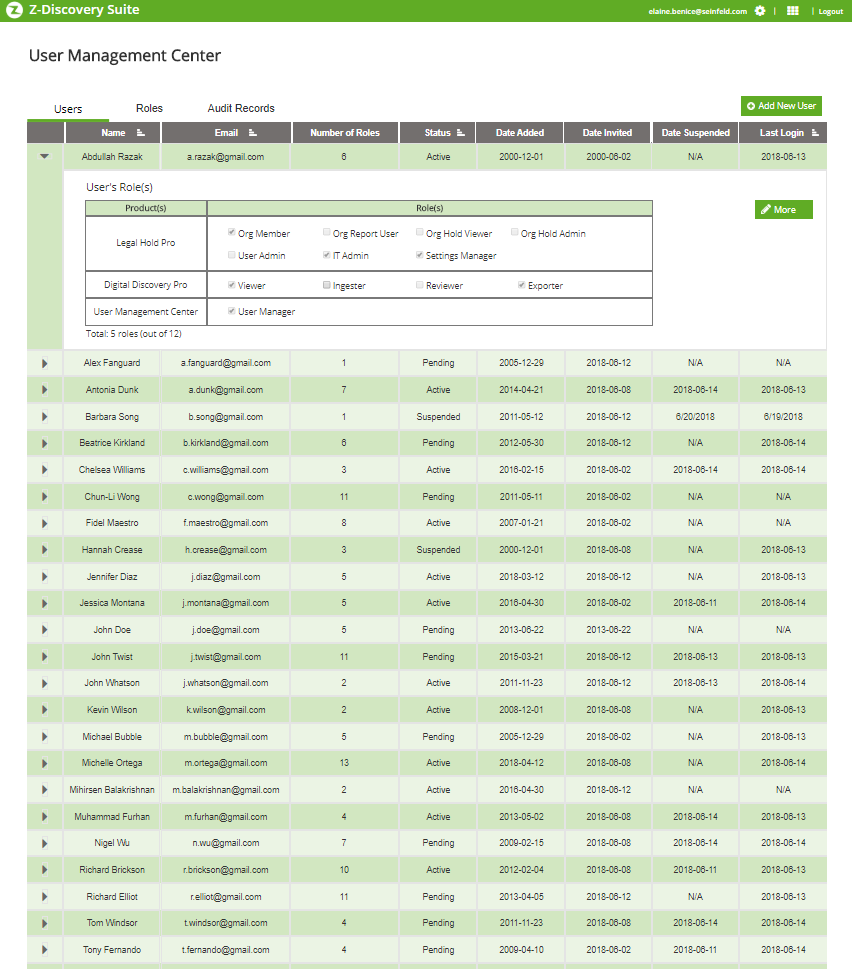 Z-Discovery Suite elaine.benice@seinfeld.com | | Logout
User Management Center
Users Roles Audit Records Add New User
Name Email Number of Roles Status Date Added Date Invited Date Suspended Last Login
Abdullah Razak a.razak@gmail.com 6 Active 2000-12-01 2000-06-02 N/A 2018-06-13
User's Role(s)
Product(s) Role(s) More
Legal Hold Pro Org Member Org Report User Org Hold Viewer Org Hold Admin
User Admin IT Admin Settings Manager
Digital Discovery Pro Viewer Ingester Reviewer Exporter
User Management Center User Manager
Total: 5 roles (out of 12)
Alex Fanguard a.fanguard@gmail.com 1 Pending 2005-12-29 2018-06-12 N/A N/A
Antonia Dunk a.dunk@gmail.com 7 Active 2014-04-21 2018-06-08 2018-06-14 2018-06-13
Barbara Song b.song@gmail.com 1 Suspended 2011-05-12 2018-06-12 6/20/2018 6/19/2018
Beatrice Kirkland b.kirkland@gmail.com 6 Pending 2012-05-30 2018-06-12 N/A 2018-06-14
Chelsea Williams c.williams@gmail.com 3 Active 2016-02-15 2018-06-02 2018-06-14 2018-06-14
Chun-Li Wong c.wong@gmail.com 11 Pending 2011-05-11 2018-06-02 N/A N/A
Fidel Maestro f.maestro@gmail.com 8 Active 2007-01-21 2018-06-02 N/A N/A
Hannah Crease h.crease@gmail.com 3 Suspended 2000-12-01 2018-06-08 N/A 2018-06-13
Jennifer Diaz j.diaz@gmail.com 5 Active 2018-03-12 2018-06-12 N/A 2018-06-13
Jessica Montana j.montana@gmail.com 5 Active 2016-04-30 2018-06-02 2018-06-11 2018-06-14
John Doe j.doe@gmail.com 5 Pending 2013-06-22 2013-06-22 N/A N/A
John Twist j.twist@gmail.com 11 Pending 2015-03-21 2018-06-12 2018-06-13 2018-06-13
John Whatson j.whatson@gmail.com 2 Active 2011-11-23 2018-06-12 2018-06-13 2018-06-14
Kevin Wilson k.wilson@gmail.com 2 Active 2008-12-01 2018-06-08 N/A 2018-06-13
Michael Bubble m.bubble@gmail.com 5 Pending 2005-12-29 2018-06-02 N/A 2018-06-13
Michelle Ortega m.ortega@gmail.com 13 Active 2018-04-12 2018-06-08 N/A 2018-06-14
Mihirsen Balakrishnan m.balakrishnan@gmail.com 2 Active 2016-04-30 2018-06-12 N/A N/A
Muhammad Furhan m.furhan@gmail.com 4 Active 2013-05-02 2018-06-08 2018-06-14 2018-06-13
Nigel Wu n.wu@gmail.com 7 Pending 2009-02-15 2018-06-08 2018-06-14 2018-06-14
Richard Brickson r.brickson@gmail.com 10 Active 2012-02-04 2018-06-08 2018-06-11 2018-06-13
Richard Elliot r.elliot@gmail.com 11 Pending 2013-04-05 2018-06-12 N/A 2018-06-13
Tom Windsor t.windsor@gmail.com 4 Pending 2011-11-23 2018-06-08 2018-06-14 2018-06-14
Tony Fernando t.fernando@gmail.com 4 Pending 2009-04-10 2018-06-02 2018-06-11 2018-06-14